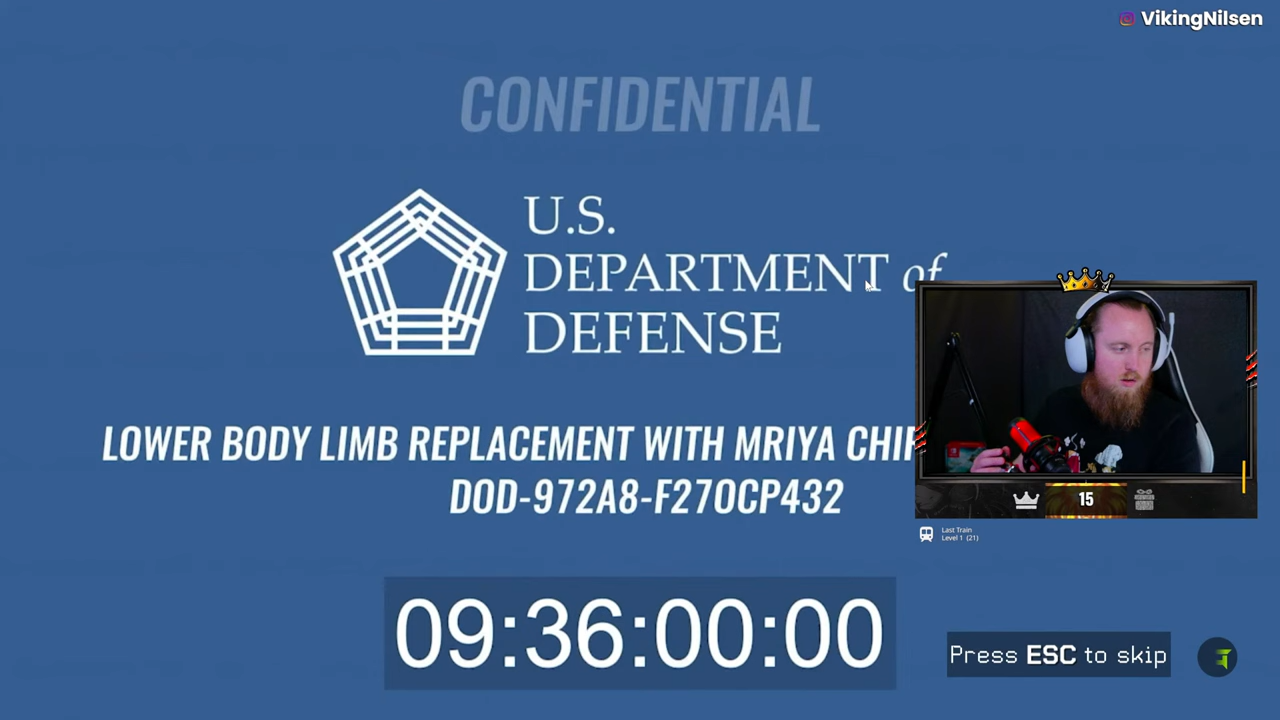 VikingNilsen
CONFIDENTIAL
U.S.
DEPARTMENT of
DEFENSE
LOWER BODY LIMB REPLACEMENT WITH MRIYA CHIP
DOD-972A8-F270CP432
15
Last Train
Level 1 (21)
09:36:00:00
Press ESC to skip